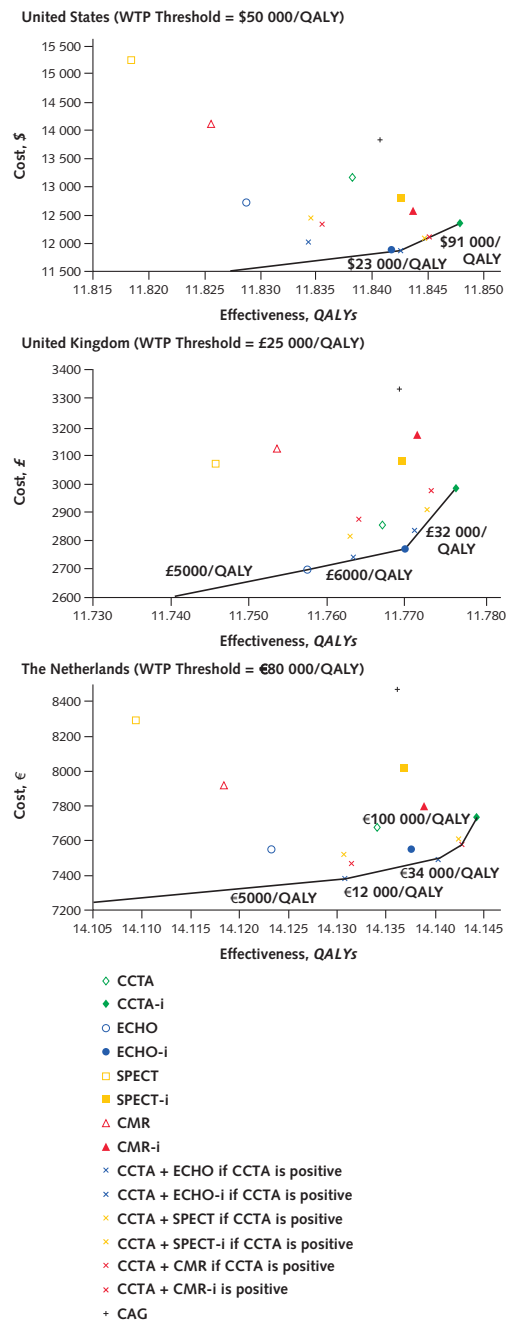 United States (WTP Threshold = $50 000/QALY)
15 500
15 000
14 500
14 000
13 500
13 000
12 500
12 000
11 500
Cost, $
$91 000/
QALY
$23 000/QALY
11.815 11.820 11.825 11.830 11.835 11.840 11.845 11.850
Effectiveness, QALYs
United Kingdom (WTP Threshold = £25 000/QALY)
3400
3300
3200
3100
3000
2900
2800
2700
2600
Cost, £
£32 000/
QALY
£5000/QALY
£6000/QALY
11.730 11.740 11.750 11.760 11.770 11.780
Effectiveness, QALYs
The Netherlands (WTP Threshold = €80 000/QALY)
8400
8200
8000
7800
7600
7400
7200
Cost, €
€100 000/QALY
€34 000/QALY
€12 000/QALY
€5000/QALY
14.105 14.110 14.115 14.120 14.125 14.130 14.135 14.140 14.145
Effectiveness, QALYs
CCTA
CCTA-i
ECHO
ECHO-i
SPECT
SPECT-i
CMR
CMR-i
CCTA + ECHO if CCTA is positive
CCTA + ECHO-i if CCTA is positive
CCTA + SPECT if CCTA is positive
CCTA + SPECT-i if CCTA is positive
CCTA + CMR if CCTA is positive
CCTA + CMR-i is positive
CAG